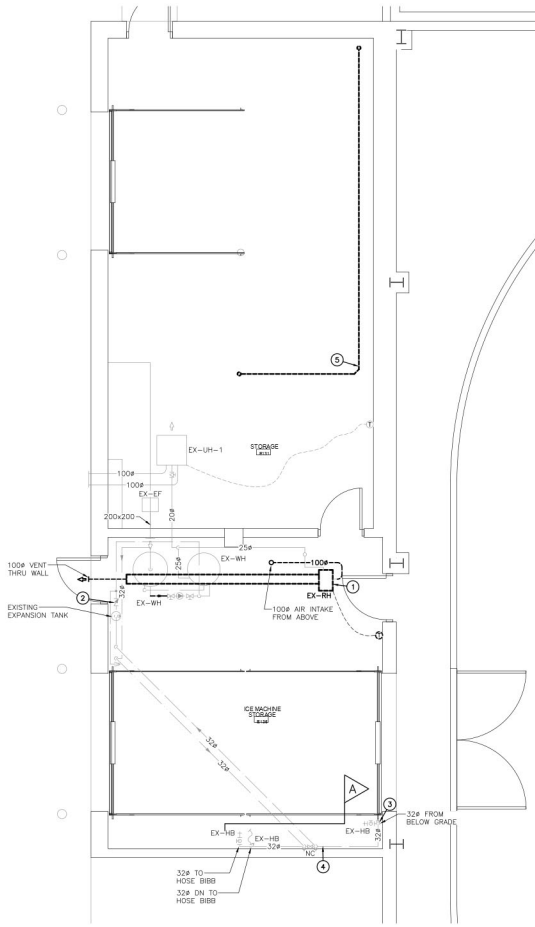 5
T
STORAGE
EX-UH-1
100ø
100ø
EX-EF
20ø
200x200
25ø
100ø VENT
THRU WALL
32ø
25ø
EX-WH
100ø
1
2
EX-WH
EX-RH
100ø AIR INTAKE
FROM ABOVE
EXISTING
EXPANSION TANK
T
ICE MACHINE
STORAGE
32ø
32ø
A
3
32ø FROM
BELOW GRADE
EX-HB
EX-HB
EX-HB
32ø
32ø
NC
4
32ø TO
HOSE BIBB
32ø DN TO
HOSE BIBB